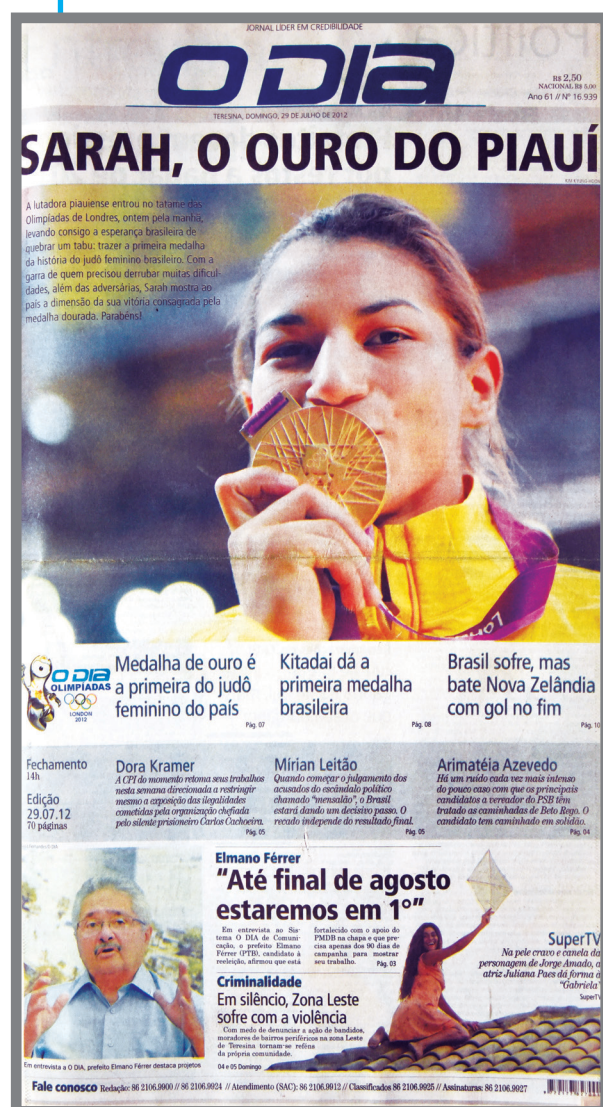 JORNAL LÍDER EM CREDIBILIDADE
O DIA
R$ 2,50
NACIONAL R$ 5,00
Ano 61 // Nº 16.939
TERESINA, DOMINGO, 29 DE JULHO DE 2012
SARAH, O OURO DO PIAUÍ
A lutadora piauiense entrou no tatame das
Olimpíadas de Londres, ontem pela manhã,
levando consigo a esperança brasileira de
quebrar um tabu: trazer a primeira medalha
da história do judô feminino brasileiro. Com a
garra de quem precisou derrubar muitas dificul-
dades, além das adversárias, Sarah mostra ao
país a dimensão da sua vitória consagrada pela
medalha dourada. Parabéns!
O DIA
OLIMPÍADAS
LONDON
2012
Medalha de ouro é
a primeira do judô
feminino do país
Pág. 07
Kitadai dá a
primeira medalha
brasileira
Pág. 08
Brasil sofre, mas
bate Nova Zelândia
com gol no fim
Pág. 10
Fechamento
14h
Edição
29.07.12
70 páginas
Dora Kramer
A CPI do momento retoma seus trabalhos
nesta semana direcionada a restringir
mesmo a exposição das ilegalidades
cometidas pela organização chefiada
pelo silente prisioneiro Carlos Cachoeira.
Pág. 05
Mírian Leitão
Quando começar o julgamento dos
acusados do escândalo político
chamado "mensalão", o Brasil
estará dando um decisivo passo. O
recado independe do resultado final.
Pág. 05
Arimatéia Azevedo
Há um ruído cada vez mais intenso
do pouco caso com que os principais
candidatos a vereador do PSB têm
tratado as caminhadas de Beto Rego. O
candidato tem caminhado em solidão.
Pág. 04
Elmano Férrer
“Até final de agosto
estaremos em 1°”
Em entrevista ao Sis-
tema O DIA de Comuni-
cação, o prefeito Elmano
Férrer (PTB), candidato à
reeleição, afirmou que está
fortalecido com o apoio do
PMDB na chapa e que pre-
cisa apenas dos 90 dias de
campanha para mostrar
seu trabalho.
Pág. 03
Criminalidade
Em silêncio, Zona Leste
sofre com a violência
Com medo de denunciar a ação de bandidos,
moradores de bairros periféricos na zona Leste
de Teresina tornam-se reféns
da própria comunidade.
04 e 05 Domingo
SuperTV
Na pele cravo e canela da
personagem de Jorge Amado, a
atriz Juliana Paes dá forma à
"Gabriela"
SuperTV
Em entrevista a O DIA, prefeito Elmano Férrer destaca projetos
Fale conosco Redação: 86 2106.9900 // 86 2106.9924 // Atendimento (SAC): 86 2106.9912 // Classificados 86 2106.9925 // Assinaturas: 86 2106.9927